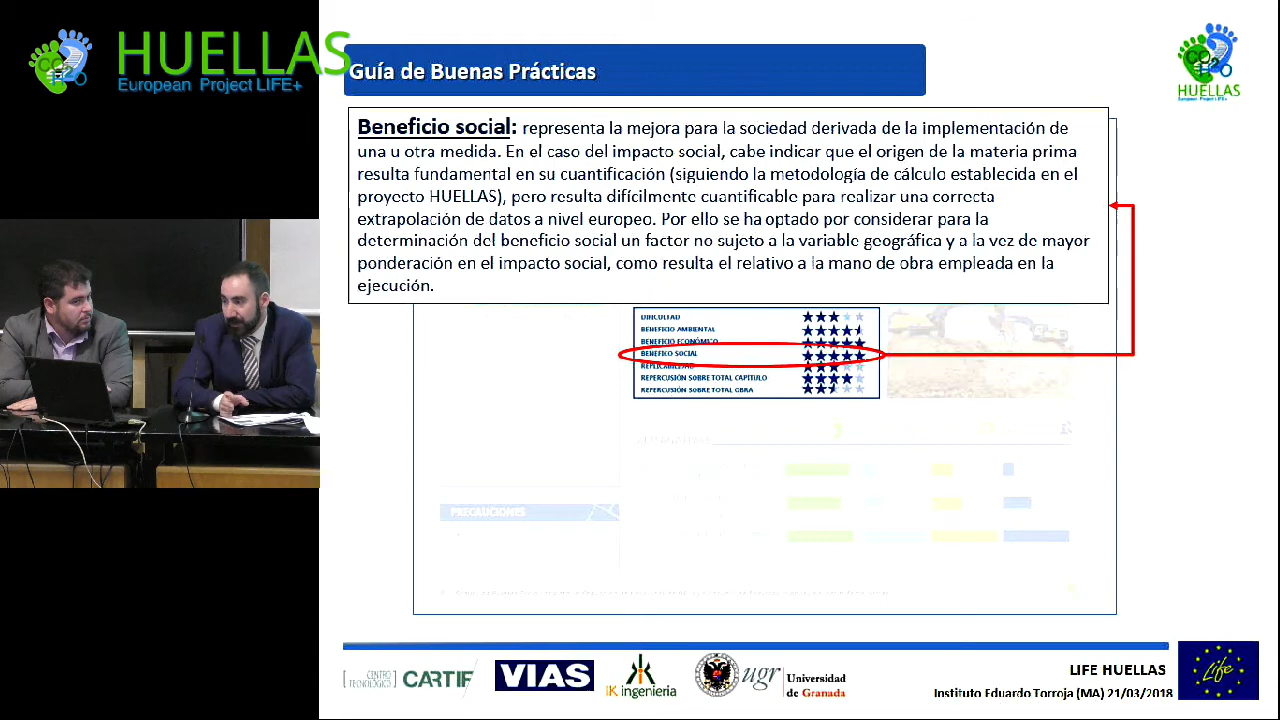 HUELLAS
European Project LIFE+
Guía de Buenas Prácticas
HUELLAS
European Project LIFE+
Beneficio social: representa la mejora para la sociedad derivada de la implementación de
una u otra medida. En el caso del impacto social, cabe indicar que el origen de la materia prima
resulta fundamental en su cuantificación (siguiendo la metodología de cálculo establecida en el
proyecto HUELLAS), pero resulta difícilmente cuantificable para realizar una correcta
extrapolación de datos a nivel europeo. Por ello se ha optado por considerar para la
determinación del beneficio social un factor no sujeto a la variable geográfica y a la vez de mayor
ponderación en el impacto social, como resulta el relativo a la mano de obra empleada en la
ejecución.
DIFICULTAD
BENEFICIO AMBIENTAL
BENEFICIO ECONÓMICO
BENEFICO SOCIAL
REPLICABILIDAD
REPERCUSIÓN SOBRE TOTAL CAPÍTULO
REPERCUSIÓN SOBRE TOTAL OBRA
PRECAUCIONES
CENTRO
TECNOLÓGICO
CARTIF
VIAS
iK ingeniería
ugr
Universidad
de Granada
LIFE HUELLAS
Instituto Eduardo Torroja (MA) 21/03/2018
Life